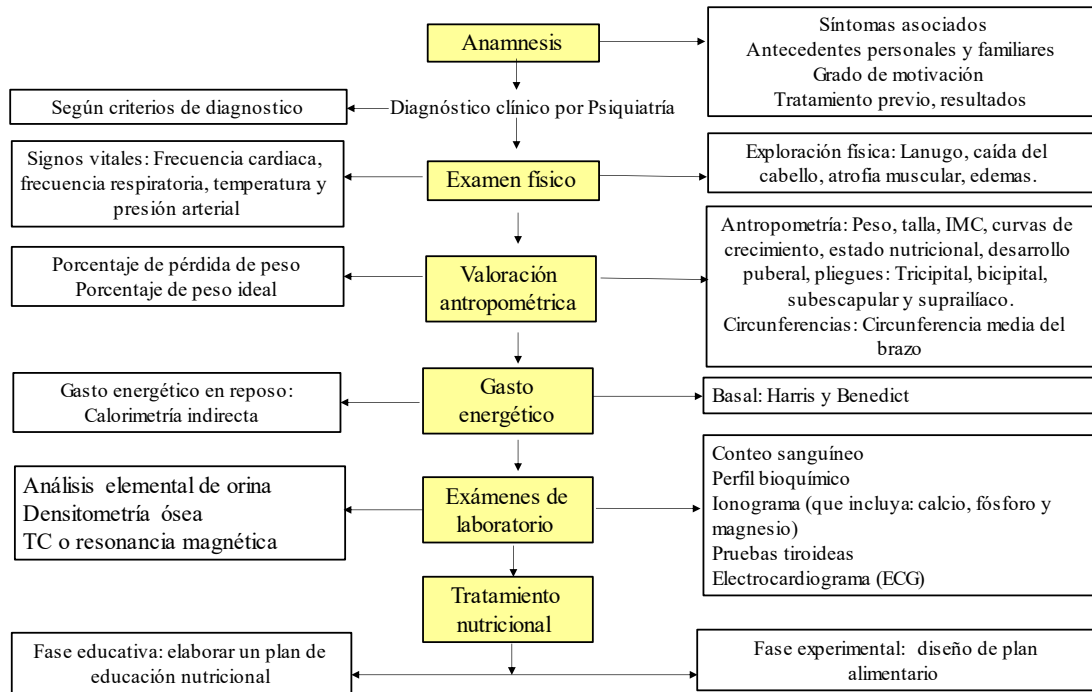 Anamnesis
Síntomas asociados
Antecedentes personales y familiares
Grado de motivación
Tratamiento previo, resultados
Según criterios de diagnostico
Diagnóstico clínico por Psiquiatría
Signos vitales: Frecuencia cardiaca,
frecuencia respiratoria, temperatura y
presión arterial
Examen físico
Exploración física: Lanugo, caída del
cabello, atrofia muscular, edemas.
Porcentaje de pérdida de peso
Porcentaje de peso ideal
Valoración
antropométrica
Antropometría: Peso, talla, IMC, curvas de
crecimiento, estado nutricional, desarrollo
puberal, pliegues: Tricipital, bicipital,
subescapular y suprailíaco.
Circunferencias: Circunferencia media del
brazo
Gasto energético en reposo:
Calorimetría indirecta
Gasto
energético
Basal: Harris y Benedict
Análisis elemental de orina
Densitometría ósea
TC o resonancia magnética
Exámenes de
laboratorio
Conteo sanguíneo
Perfil bioquímico
Ionograma (que incluya: calcio, fósforo y
magnesio)
Pruebas tiroideas
Electrocardiograma (ECG)
Tratamiento
nutricional
Fase educativa: elaborar un plan de
educación nutricional
Fase experimental: diseño de plan
alimentario